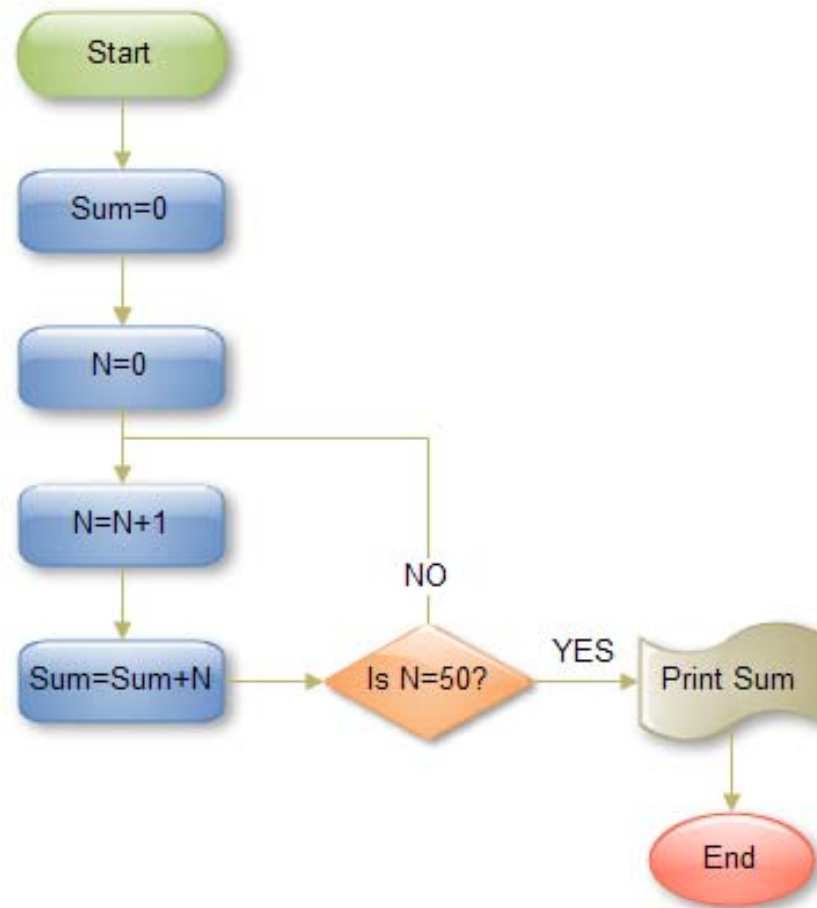 Start
Sum=0
N=0
N=N+1
NO
Sum=Sum+N
Is N=50?
YES
Print Sum
End